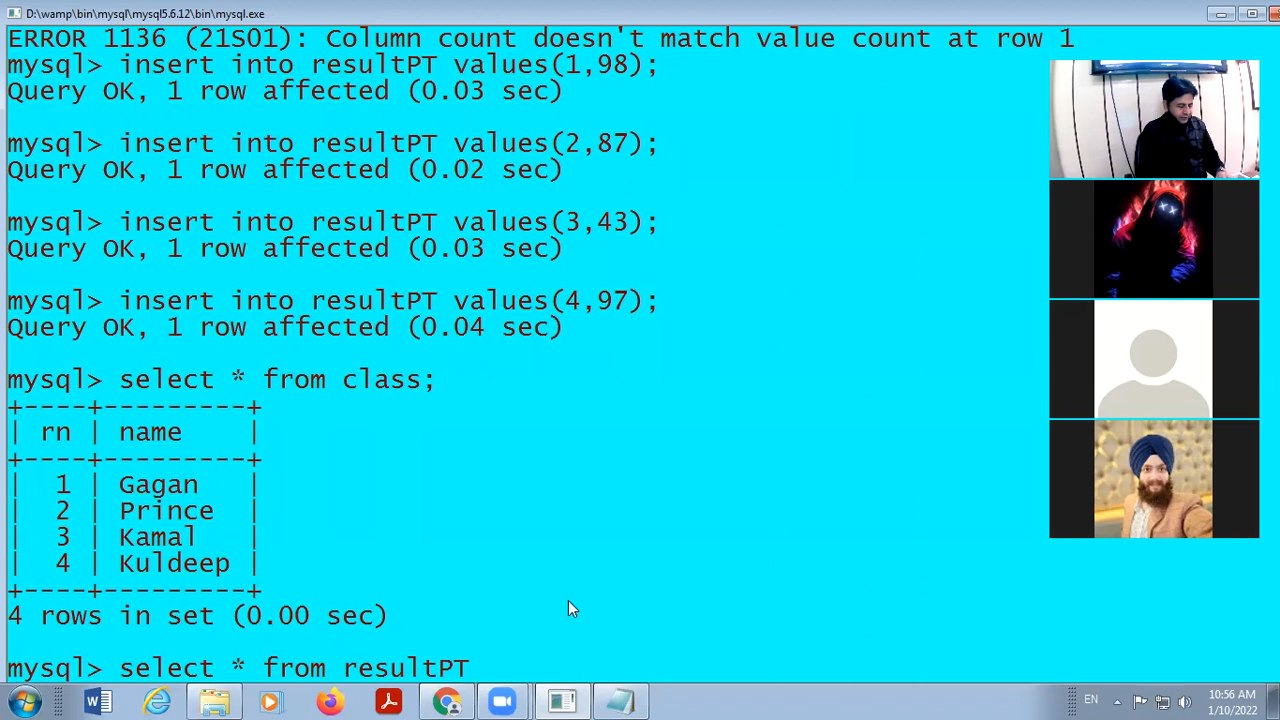 D:\wamp\bin\mysql\mysql5.6.12\bin\mysql.exe
ERROR 1136 (21S01): Column count doesn't match value count at row 1
mysql> insert into resultPT values(1,98);
Query OK, 1 row affected (0.03 sec)
mysql> insert into resultPT values(2,87);
Query OK, 1 row affected (0.02 sec)
mysql> insert into resultPT values(3,43);
Query OK, 1 row affected (0.03 sec)
mysql> insert into resultPT values(4,97);
Query OK, 1 row affected (0.04 sec)
mysql> select * from class;
+----+---------+
| rn | name    |
+----+---------+
|  1 | Gagan   |
|  2 | Prince  |
|  3 | Kamal   |
|  4 | Kuldeep |
+----+---------+
4 rows in set (0.00 sec)
mysql> select * from resultPT
EN
10:56 AM
1/10/2022